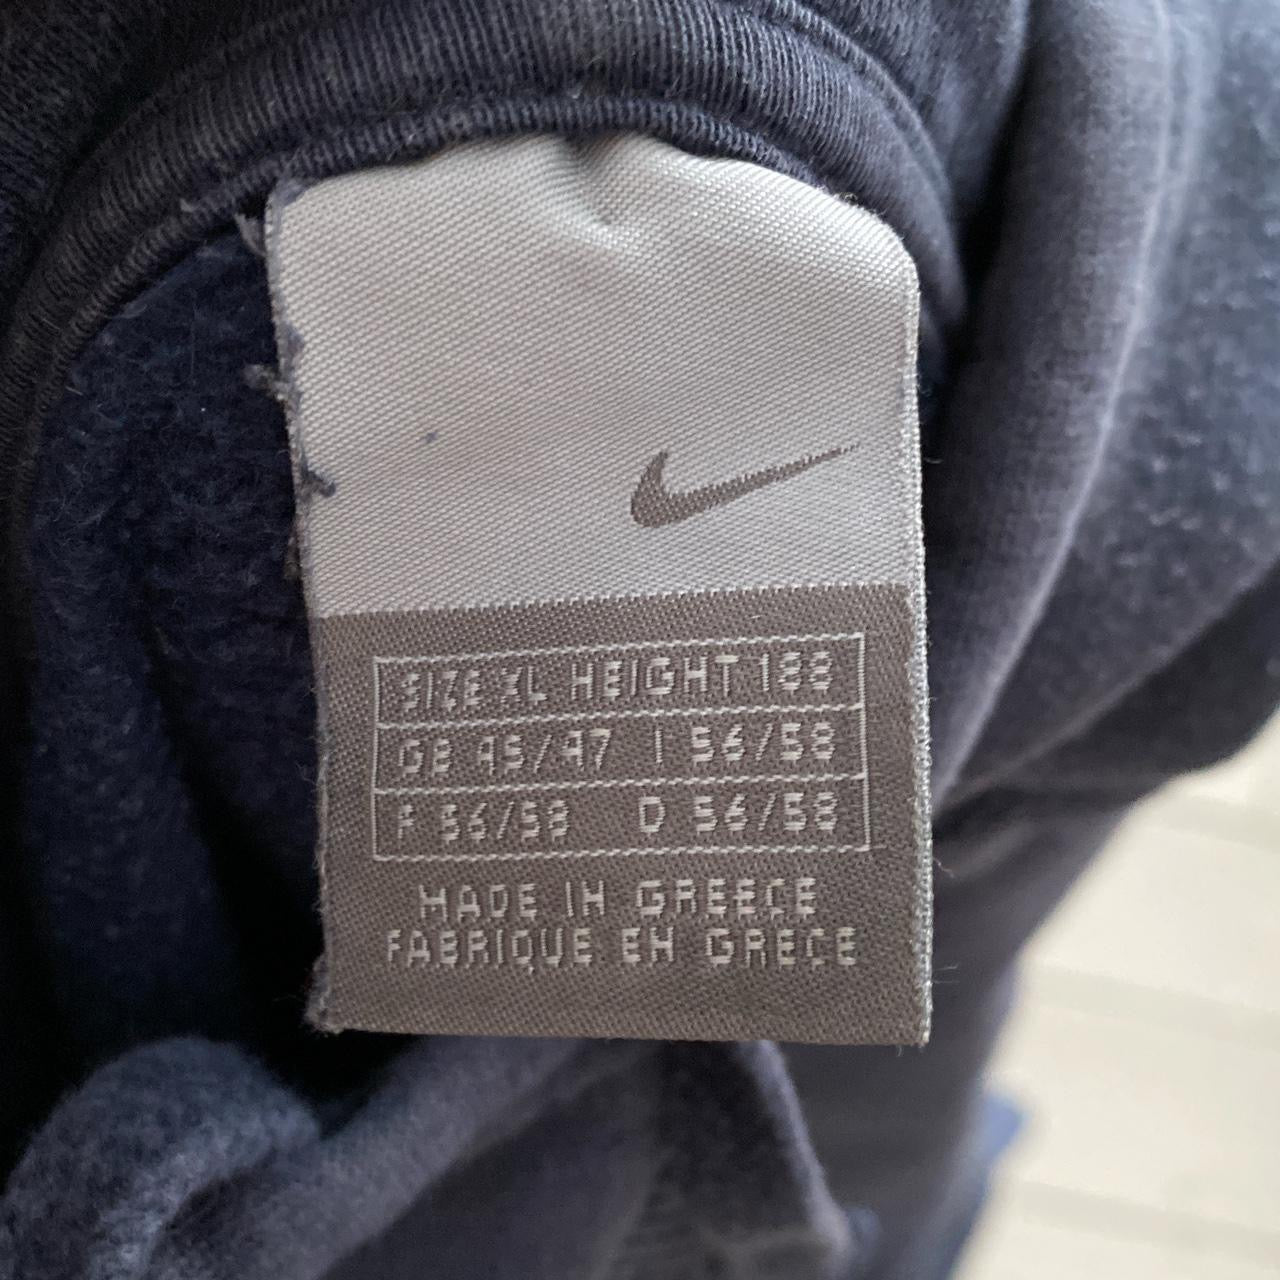 SIZE XL HEIGHT 188
GB 45/47 I 56/58
F 56/58 D 56/58
MADE IN GREECE
FABRIQUE EN GRECE